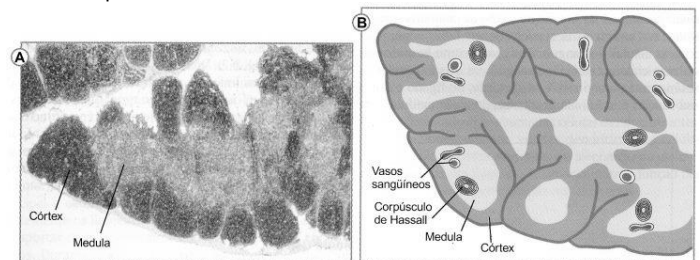 A
Córtex
Medula
B
Vasos
sangüíneos
Corpúsculo
de Hassall
Medula
Córtex